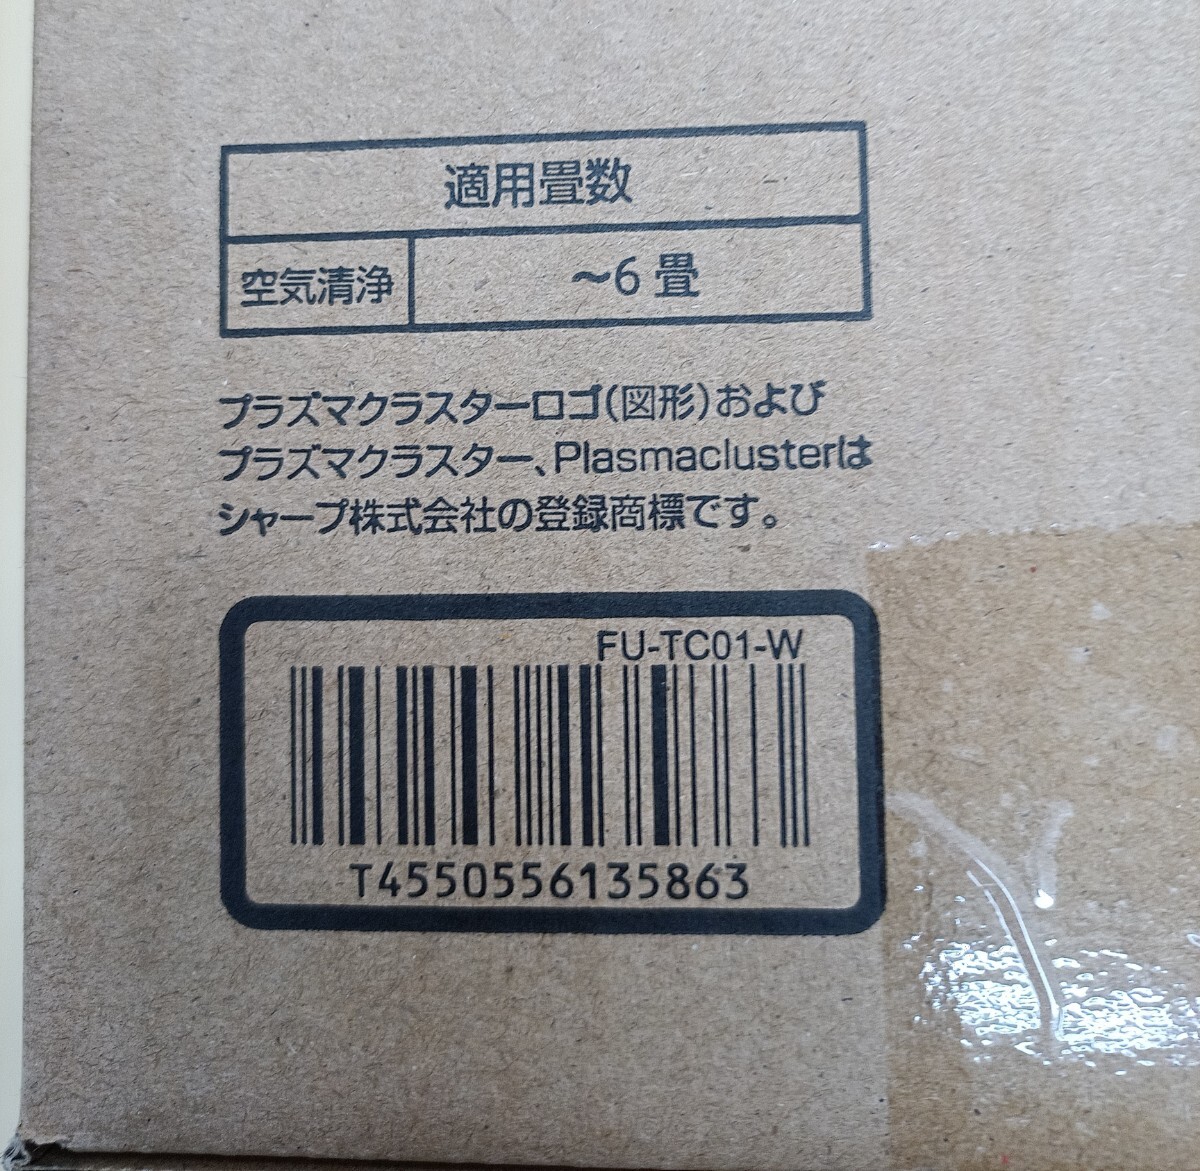 適用畳数
空気清浄 ～6畳
プラズマクラスターロゴ(図形)および
プラズマクラスター、Plasmaclusterは
シャープ株式会社の登録商標です。
FU-TC01-W
T4550556135863